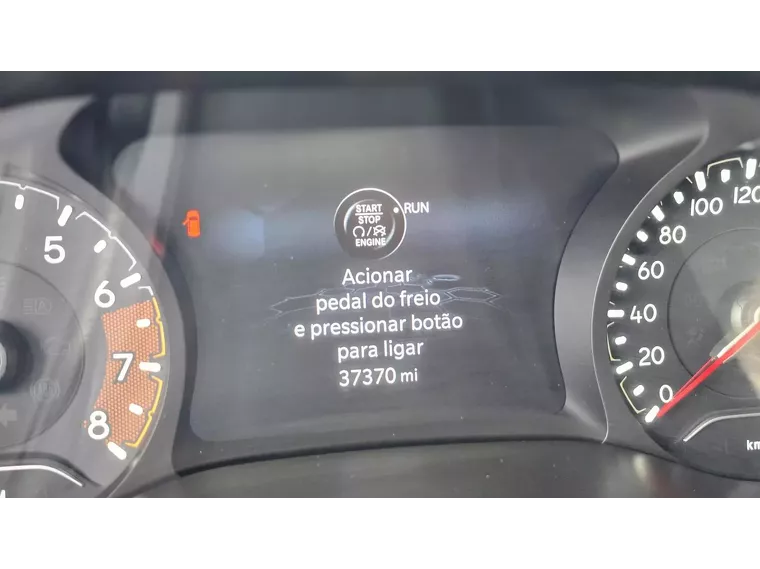 START
STOP
ENGINE
RUN
Acionar
pedal do freio
e pressionar botão
para ligar
37370 mi
5
6
7
8
0
20
40
60
80
100
120
km